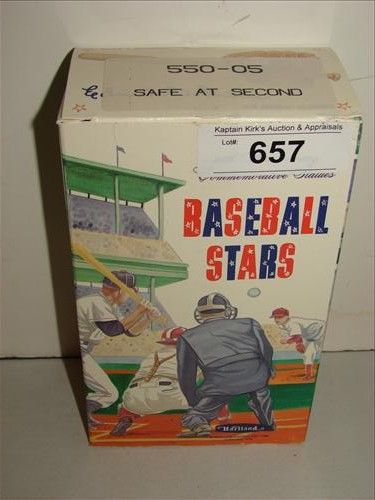 550-05
SAFE AT SECOND
Kaptain Kirk's Auction & Appraisals
Lot#: 657
Commemorative Statues
BASEBALL
STARS
Hartland